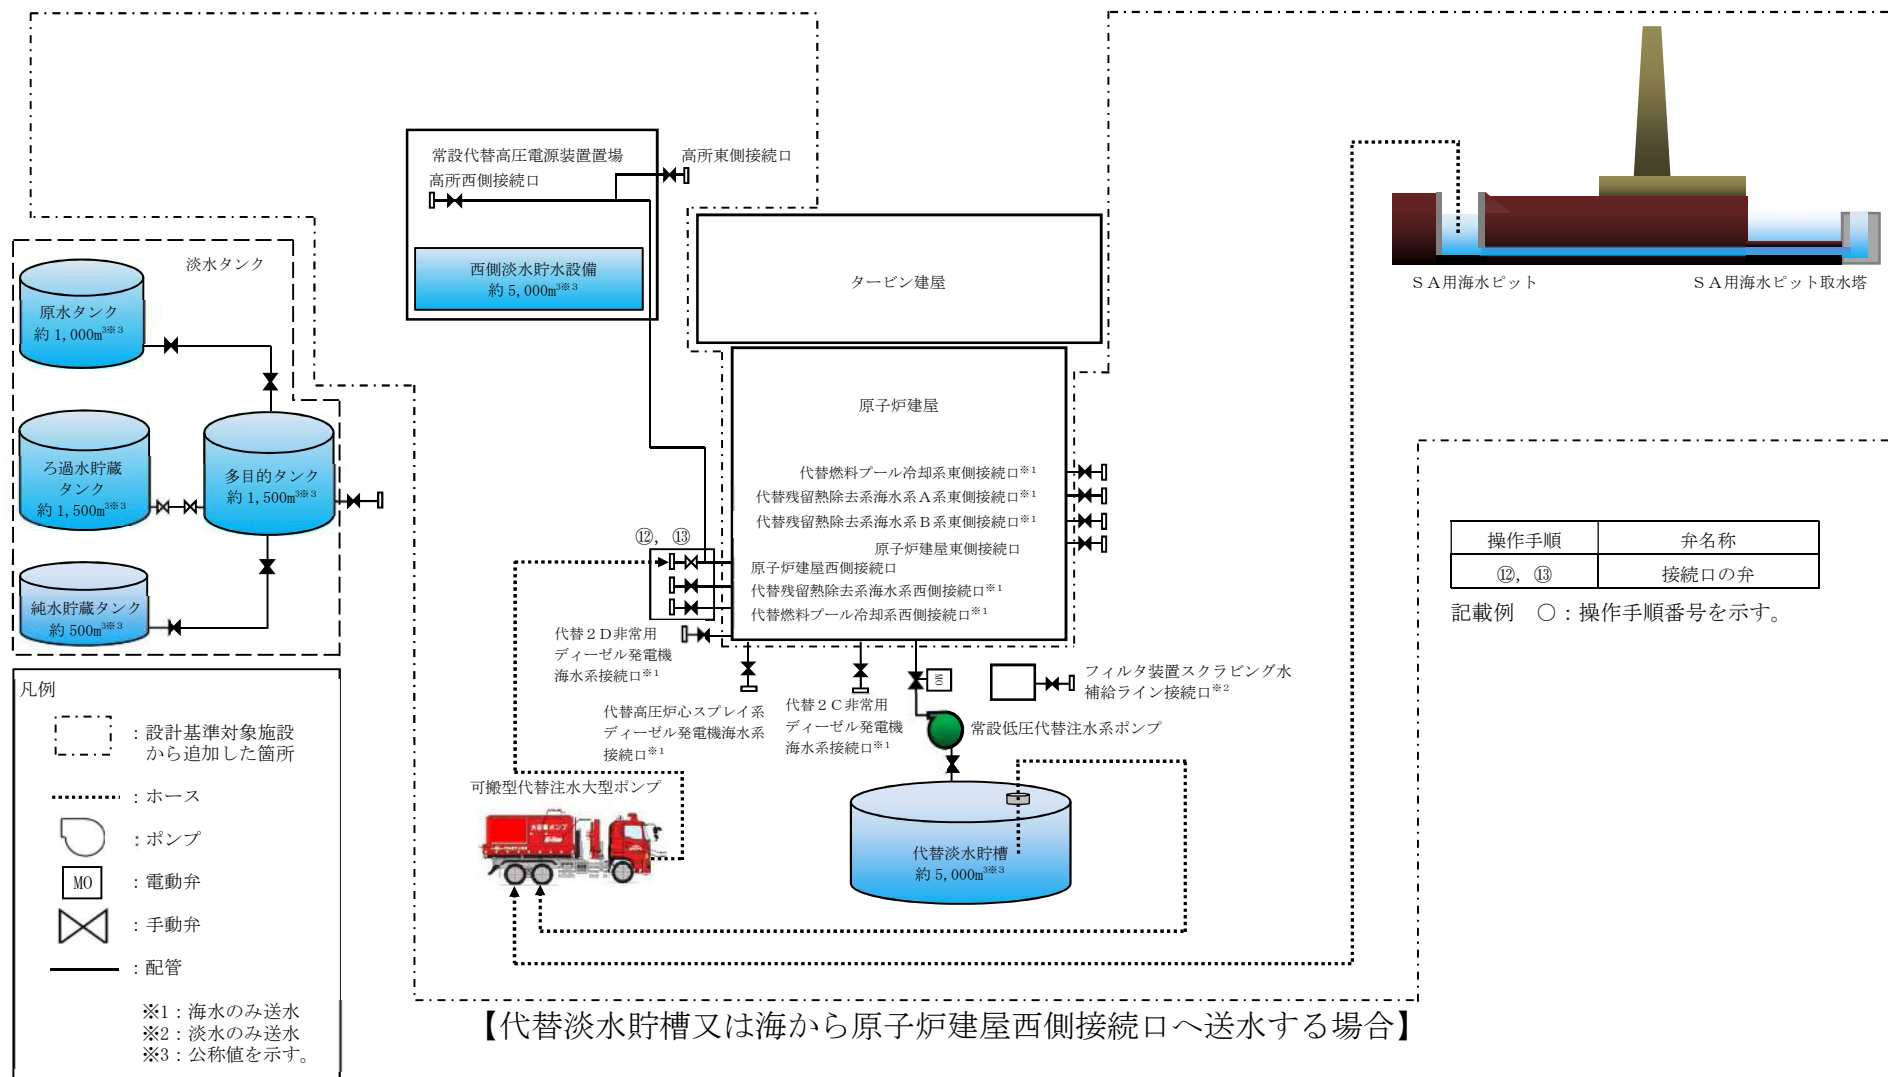 常設代替高圧電源装置置場
高所西側接続口
高所東側接続口
西側淡水貯水設備
約5,000m³※3
淡水タンク
原水タンク
約1,000m³※3
ろ過水貯蔵
タンク
約1,500m³※3
多目的タンク
約1,500m³※3
純水貯蔵タンク
約500m³※3
タービン建屋
原子炉建屋
代替燃料プール冷却系東側接続口※1
代替残留熱除去系海水系A系東側接続口※1
代替残留熱除去系海水系B系東側接続口※1
原子炉建屋東側接続口
⑫, ⑬
原子炉建屋西側接続口
代替残留熱除去系海水系西側接続口※1
代替燃料プール冷却系西側接続口※1
代替2D非常用
ディーゼル発電機
海水系接続口※1
代替高圧炉心スプレイ系
ディーゼル発電機海水系
接続口※1
代替2C非常用
ディーゼル発電機
海水系接続口※1
MO
フィルタ装置スクラビング水
補給ライン接続口※2
常設低圧代替注水系ポンプ
可搬型代替注水大型ポンプ
代替淡水貯槽
約5,000m³※3
SA用海水ピット
SA用海水ピット取水塔
操作手順 弁名称
⑫, ⑬ 接続口の弁
記載例 ○:操作手順番号を示す。
凡例
:設計基準対象施設
から追加した箇所
:ホース
:ポンプ
MO :電動弁
:手動弁
:配管
※1:海水のみ送水
※2:淡水のみ送水
※3:公称値を示す。
【代替淡水貯槽又は海から原子炉建屋西側接続口へ送水する場合】